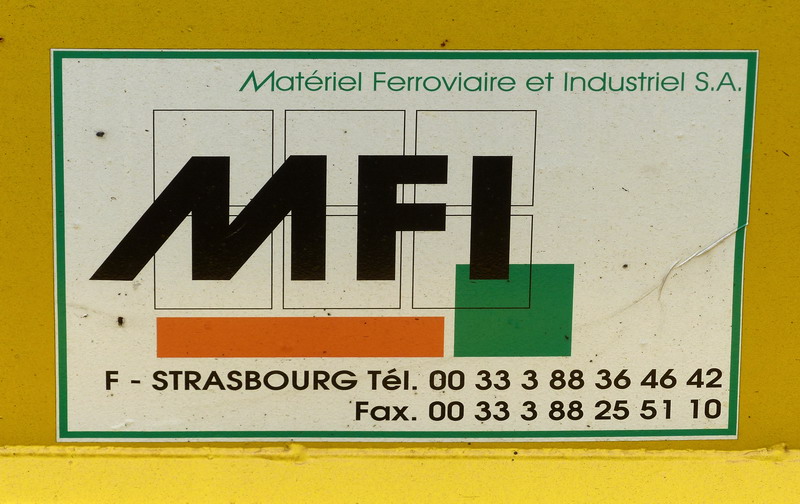 Matériel Ferroviaire et Industriel S.A.
MFI
F - STRASBOURG Tél. 00 33 3 88 36 46 42
Fax. 00 33 3 88 25 51 10